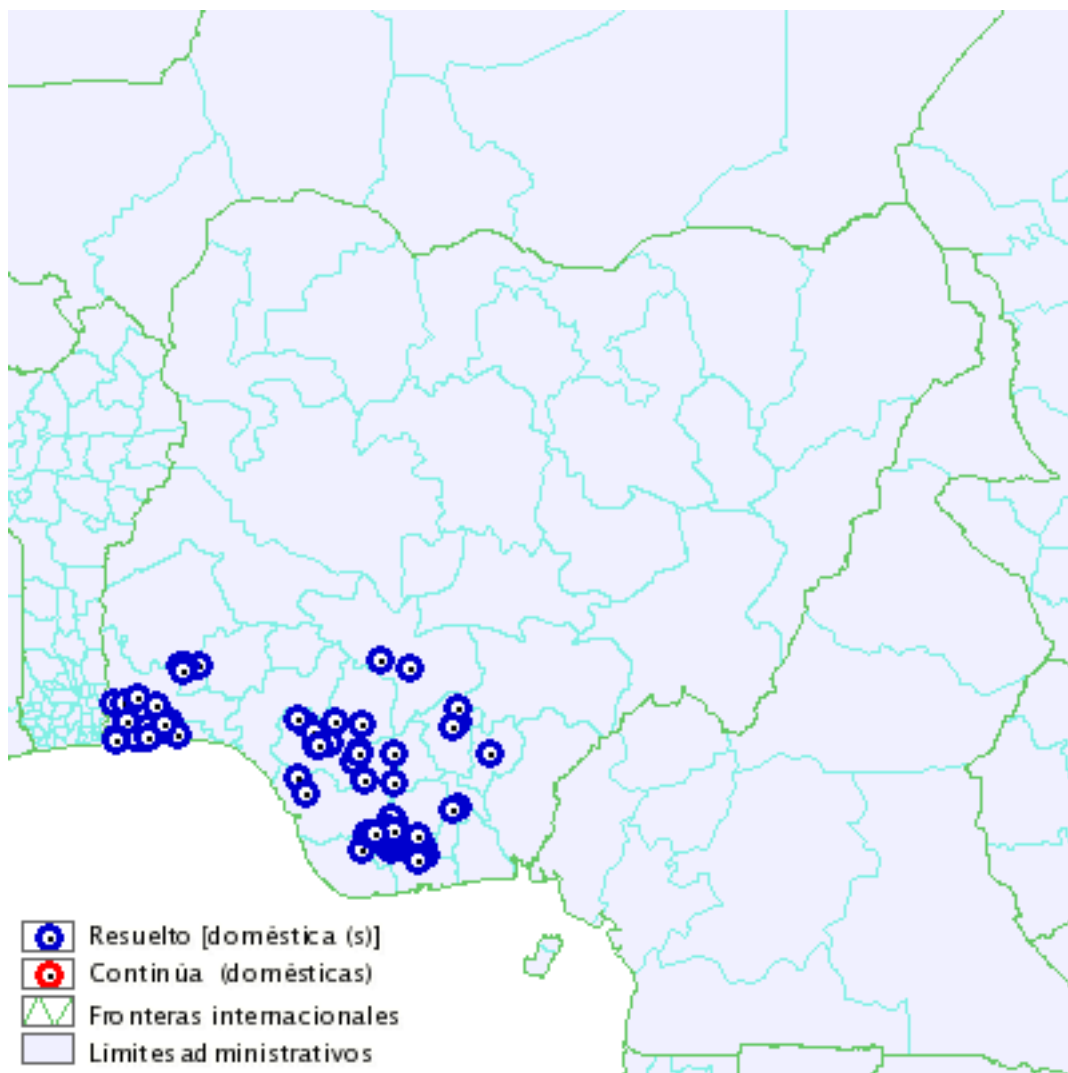 Resuelto [doméstica (s)]
Continúa (domésticas)
Fronteras internacionales
Límites administrativos